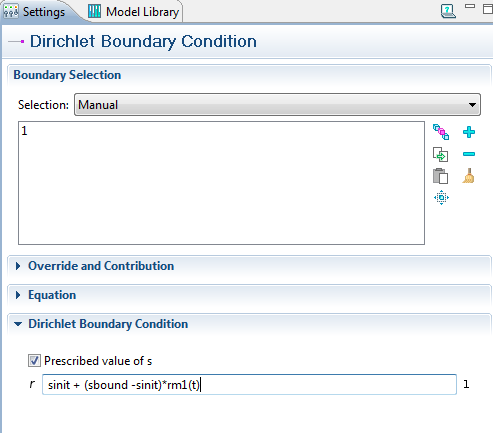 Settings Model Library
Dirichlet Boundary Condition
Boundary Selection
Selection: Manual
1
Override and Contribution
Equation
Dirichlet Boundary Condition
Prescribed value of s
r sinit + (sbound -sinit)*rm1(t) 1